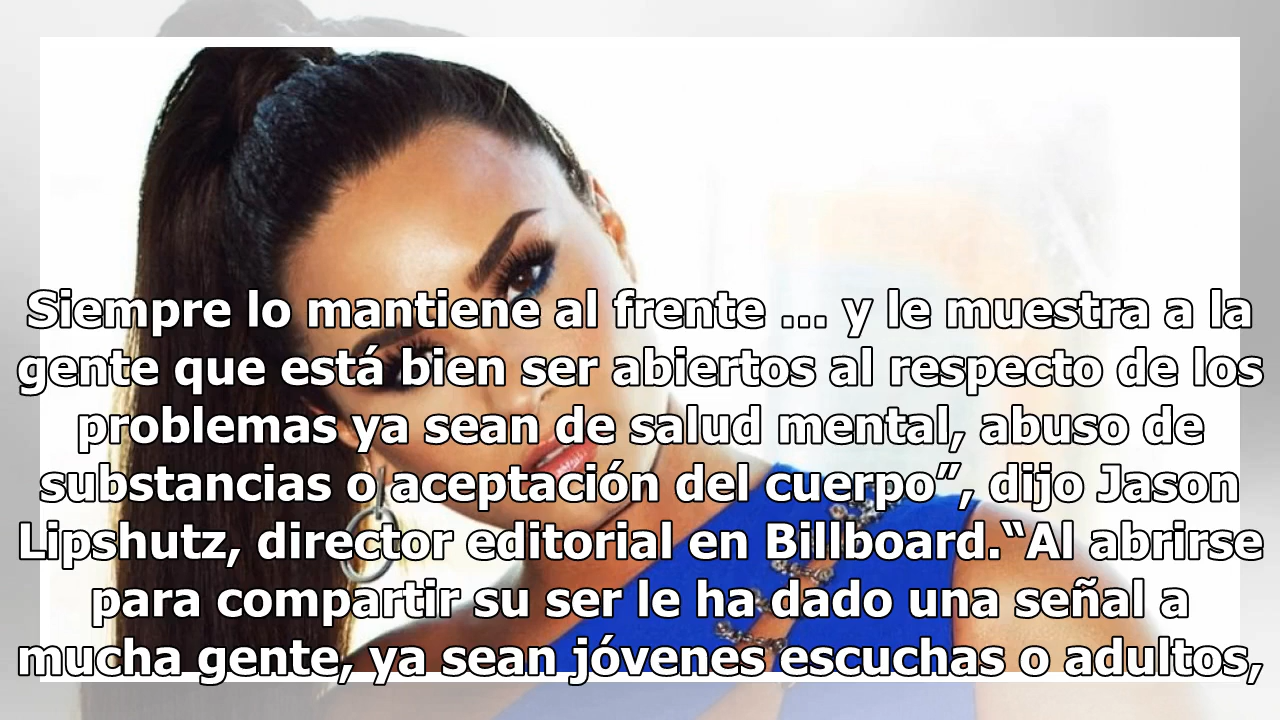 Siempre lo mantiene al frente ... y le muestra a la
gente que está bien ser abiertos al respecto de los
problemas ya sean de salud mental, abuso de
substancias o aceptación del cuerpo”, dijo Jason
Lipshutz, director editorial en Billboard.“Al abrirse
para compartir su ser le ha dado una señal a
mucha gente, ya sean jóvenes escuchas o adultos,